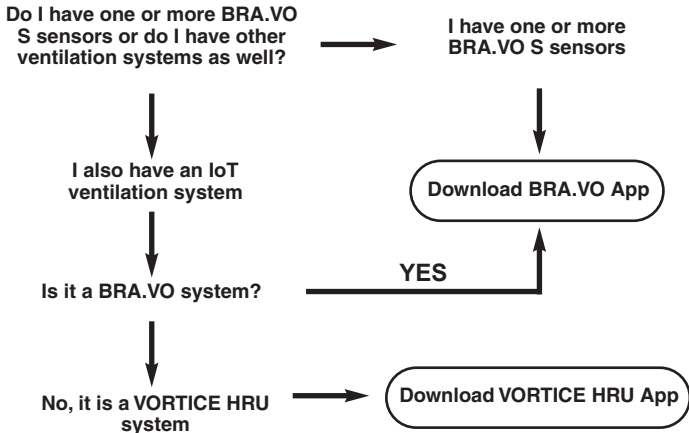 Do I have one or more BRA.VO
S sensors or do I have other
ventilation systems as well?
I have one or more
BRA.VO S sensors
I also have an IoT
ventilation system
Download BRA.VO App
Is it a BRA.VO system?
YES
No, it is a VORTICE HRU
system
Download VORTICE HRU App